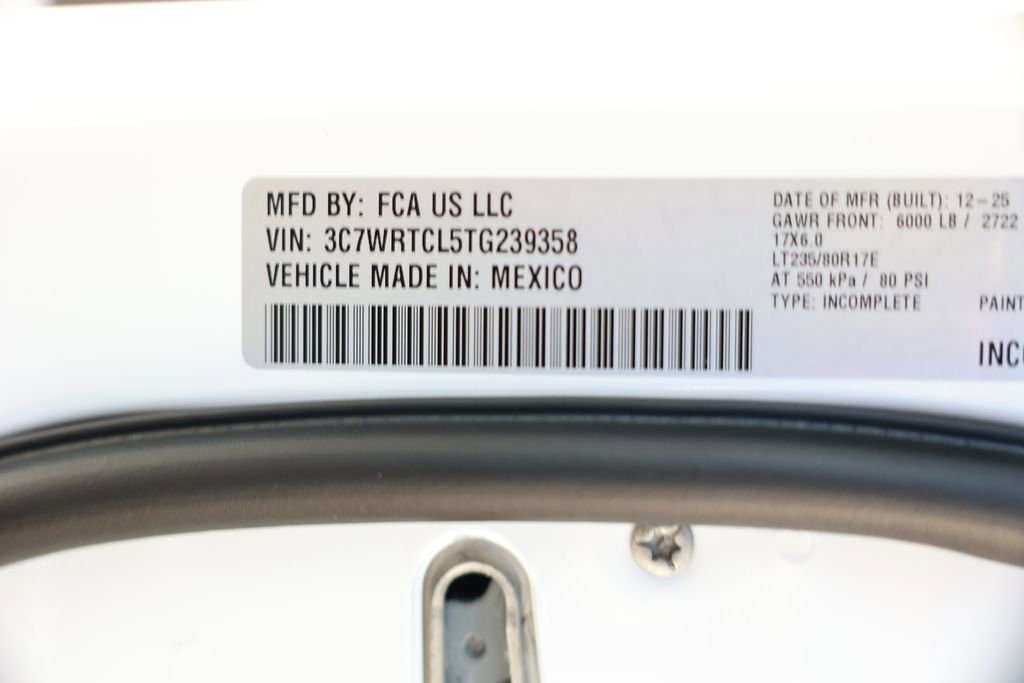 MFD BY: FCA US LLC
VIN: 3C7WRTCL5TG239358
VEHICLE MADE IN: MEXICO
DATE OF MFR (BUILT): 12-25
GAWR FRONT: 6000 LB / 2722
17X6.0
LT235/80R17E
AT 550 kPa / 80 PSI
TYPE: INCOMPLETE
PAINT
INC